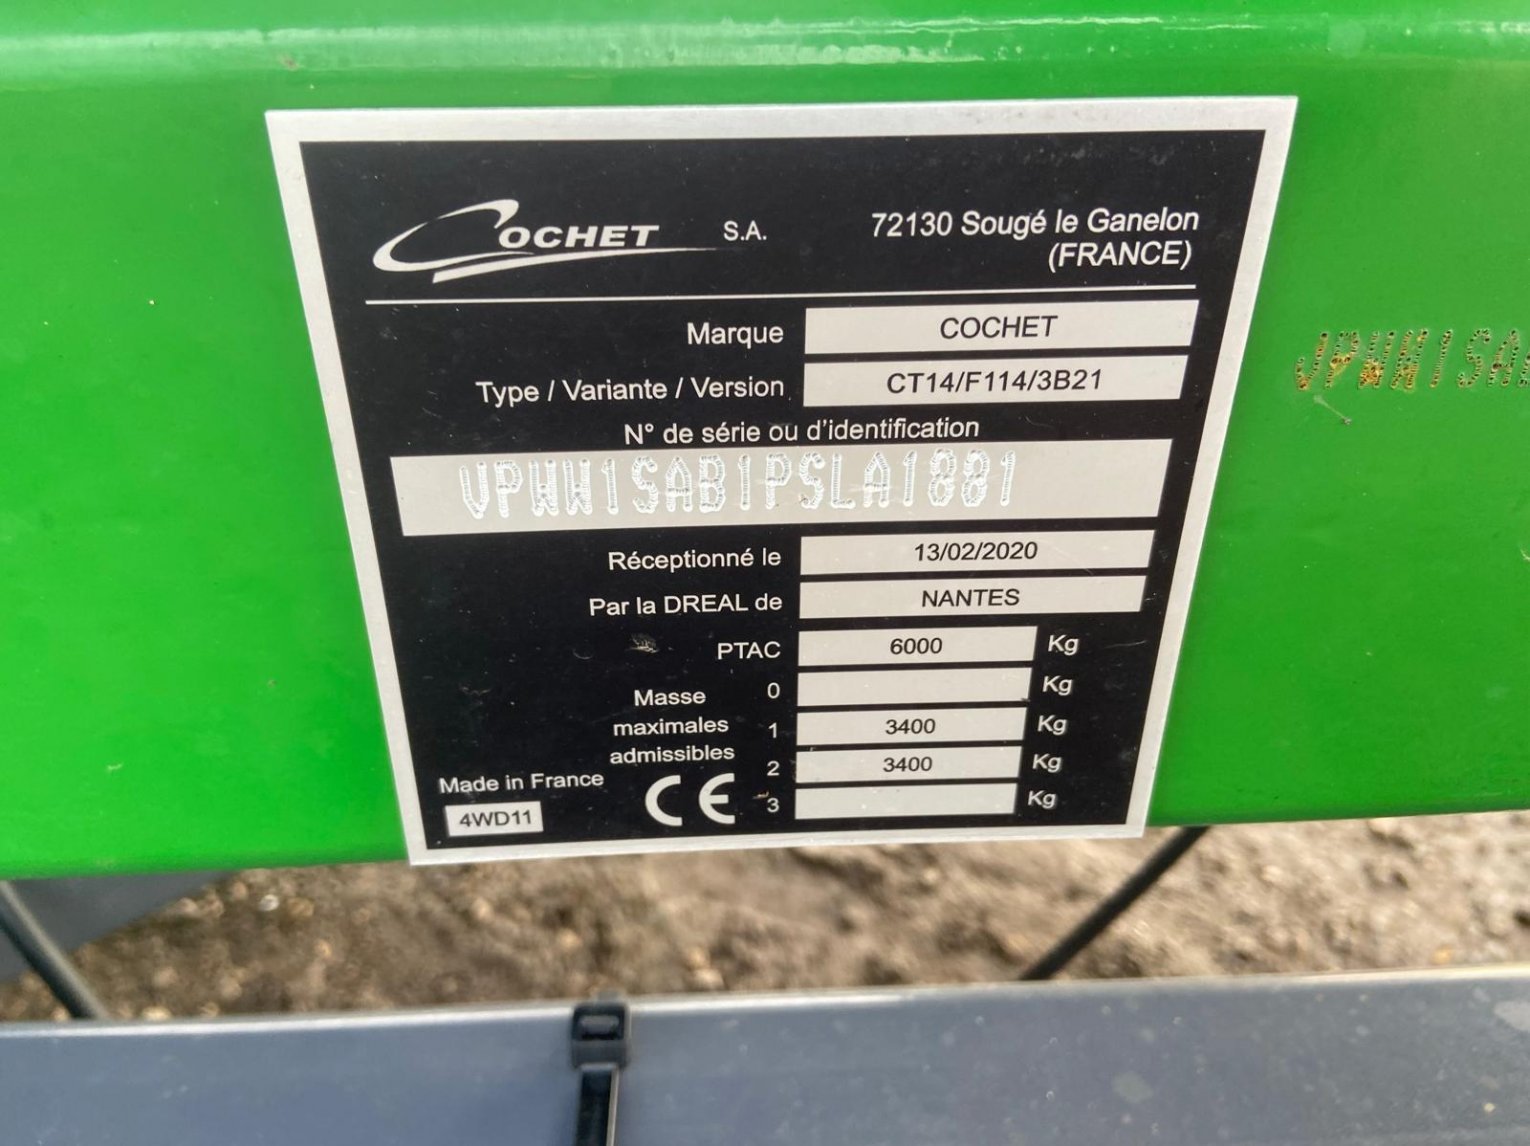 COCHET S.A. 72130 Sougé le Ganelon
(FRANCE)
Marque COCHET
Type / Variante / Version CT14/F114/3B21
N° de série ou d'identification
VPWW1SAB1PSLA1881
VPWW1SA
Réceptionné le 13/02/2020
Par la DREAL de NANTES
PTAC 6000 Kg
Masse maximales admissibles
0 Kg
1 3400 Kg
2 3400 Kg
3 Kg
Made in France
4WD11
CE